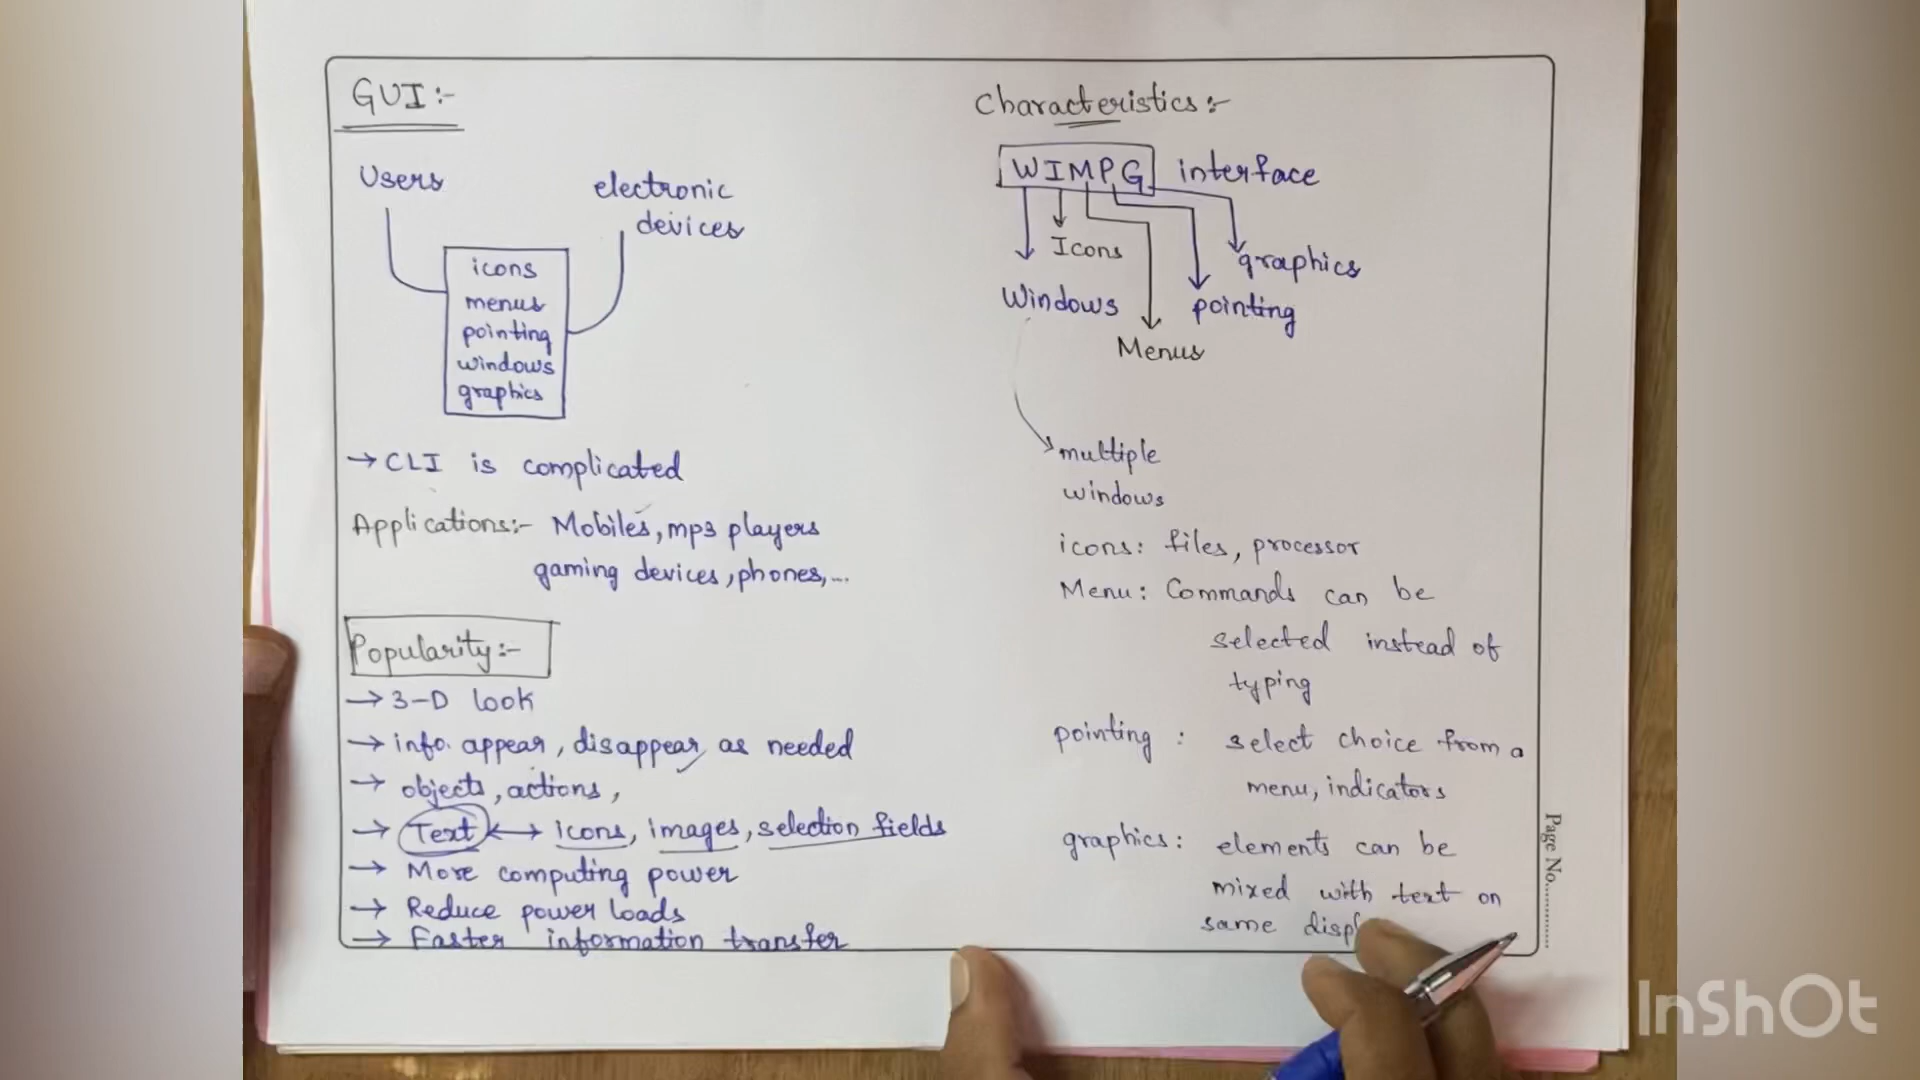 GUI:-
Users
electronic
devices
icons
menus
pointing
windows
graphics
→ CLI is complicated
Applications:- Mobiles, mp3 players
gaming devices, phones,...
Popularity:-
→ 3-D look
→ info. appear, disappear as needed
→ objects, actions,
→ Text ↔ icons, images, selection fields
→ More computing power
→ Reduce power loads
→ Faster information transfer
Characteristics:-
WIMPG interface
Icons
graphics
Windows
pointing
Menus
multiple
windows
icons: files, processor
Menu: Commands can be
selected instead of
typing
pointing : select choice from a
menu, indicators
graphics: elements can be
mixed with text on
same
Page No..............
InShOt